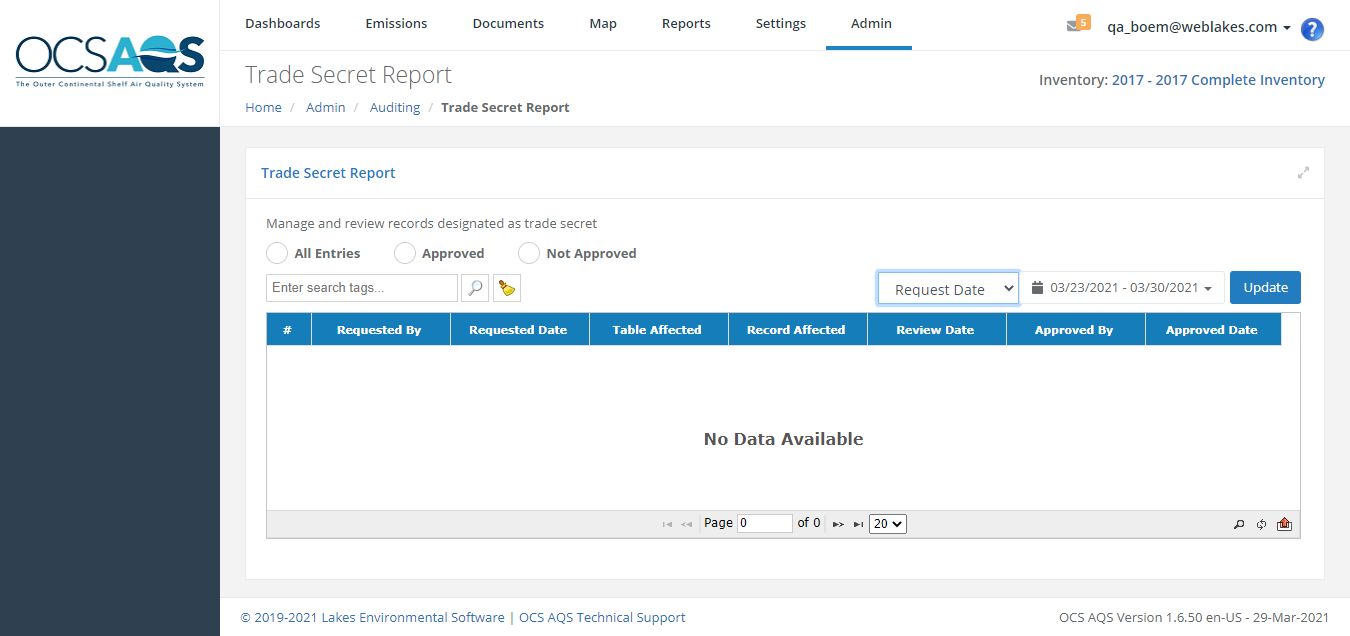 OCSAQS
The Outer Continental Shelf Air Quality System
Dashboards Emissions Documents Map Reports Settings Admin
5 qa_boem@weblakes.com ?
Trade Secret Report
Inventory: 2017 - 2017 Complete Inventory
Home / Admin / Auditing / Trade Secret Report
Trade Secret Report
Manage and review records designated as trade secret
All Entries Approved Not Approved
Enter search tags... Request Date 03/23/2021 - 03/30/2021 Update
# Requested By Requested Date Table Affected Record Affected Review Date Approved By Approved Date
No Data Available
Page 0 of 0 20
© 2019-2021 Lakes Environmental Software | OCS AQS Technical Support
OCS AQS Version 1.6.50 en-US - 29-Mar-2021